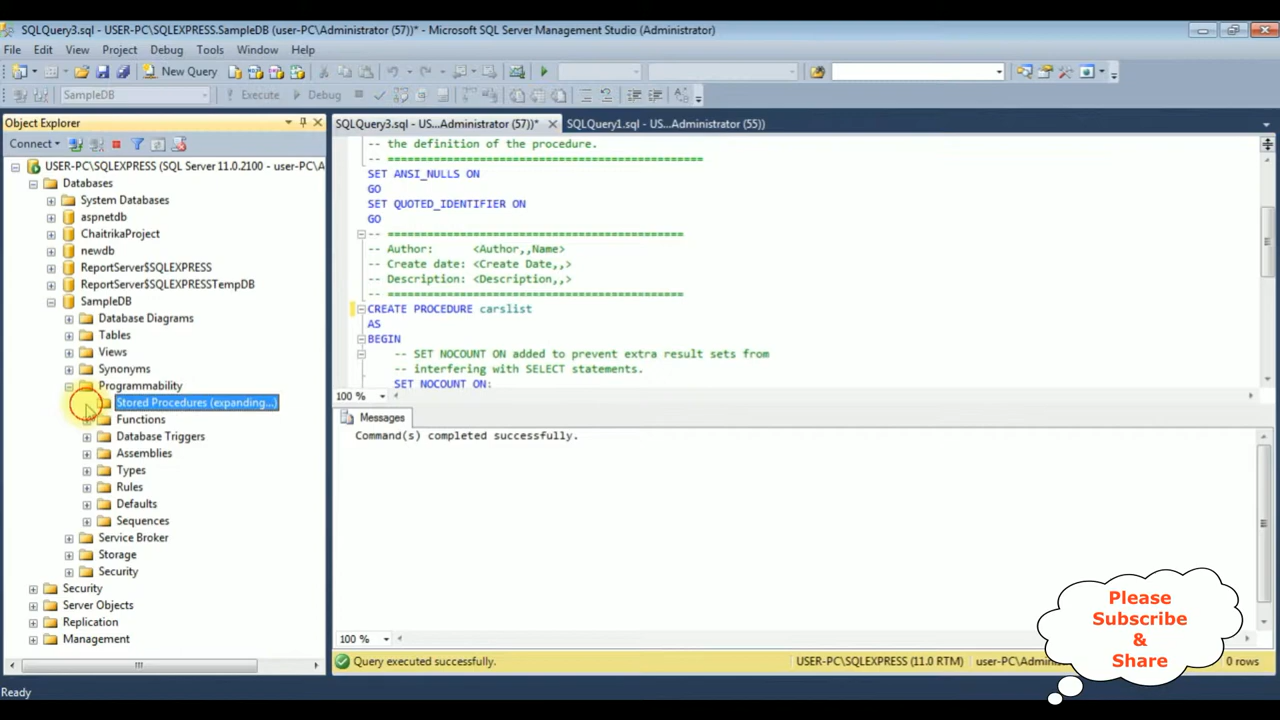 SQLQuery3.sql - USER-PC\SQLEXPRESS.SampleDB (user-PC\Administrator (57))* - Microsoft SQL Server Management Studio (Administrator)
File Edit View Project Debug Tools Window Help
New Query
SampleDB Execute Debug
Object Explorer
SQLQuery3.sql - US...Administrator (57))* SQLQuery1.sql - US...Administrator (55))
Connect
USER-PC\SQLEXPRESS (SQL Server 11.0.2100 - user-PC\A
Databases
System Databases
aspnetdb
ChaitrikaProject
newdb
ReportServer$SQLEXPRESS
ReportServer$SQLEXPRESSTempDB
SampleDB
Database Diagrams
Tables
Views
Synonyms
Programmability
Stored Procedures (expanding...)
Functions
Database Triggers
Assemblies
Types
Rules
Defaults
Sequences
Service Broker
Storage
Security
Security
Server Objects
Replication
Management
-- the definition of the procedure.
-- ================================================
SET ANSI_NULLS ON
GO
SET QUOTED_IDENTIFIER ON
GO
-- =============================================
-- Author: <Author,,Name>
-- Create date: <Create Date,,>
-- Description: <Description,,>
-- =============================================
CREATE PROCEDURE carslist
AS
BEGIN
-- SET NOCOUNT ON added to prevent extra result sets from
-- interfering with SELECT statements.
SET NOCOUNT ON;
100 %
Messages
Command(s) completed successfully.
100 %
Query executed successfully. USER-PC\SQLEXPRESS (11.0 RTM) user-PC\Admi 0 rows
Ready
Please
Subscribe
&
Share